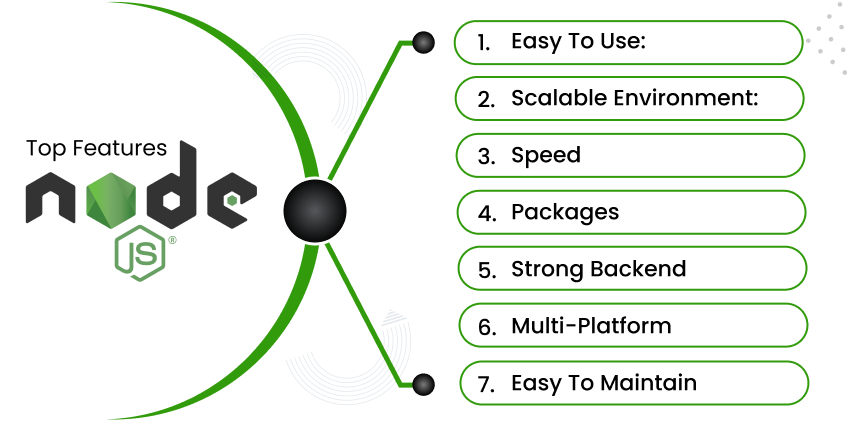 Top Features
node
JS®
1. Easy To Use:
2. Scalable Environment:
3. Speed
4. Packages
5. Strong Backend
6. Multi-Platform
7. Easy To Maintain